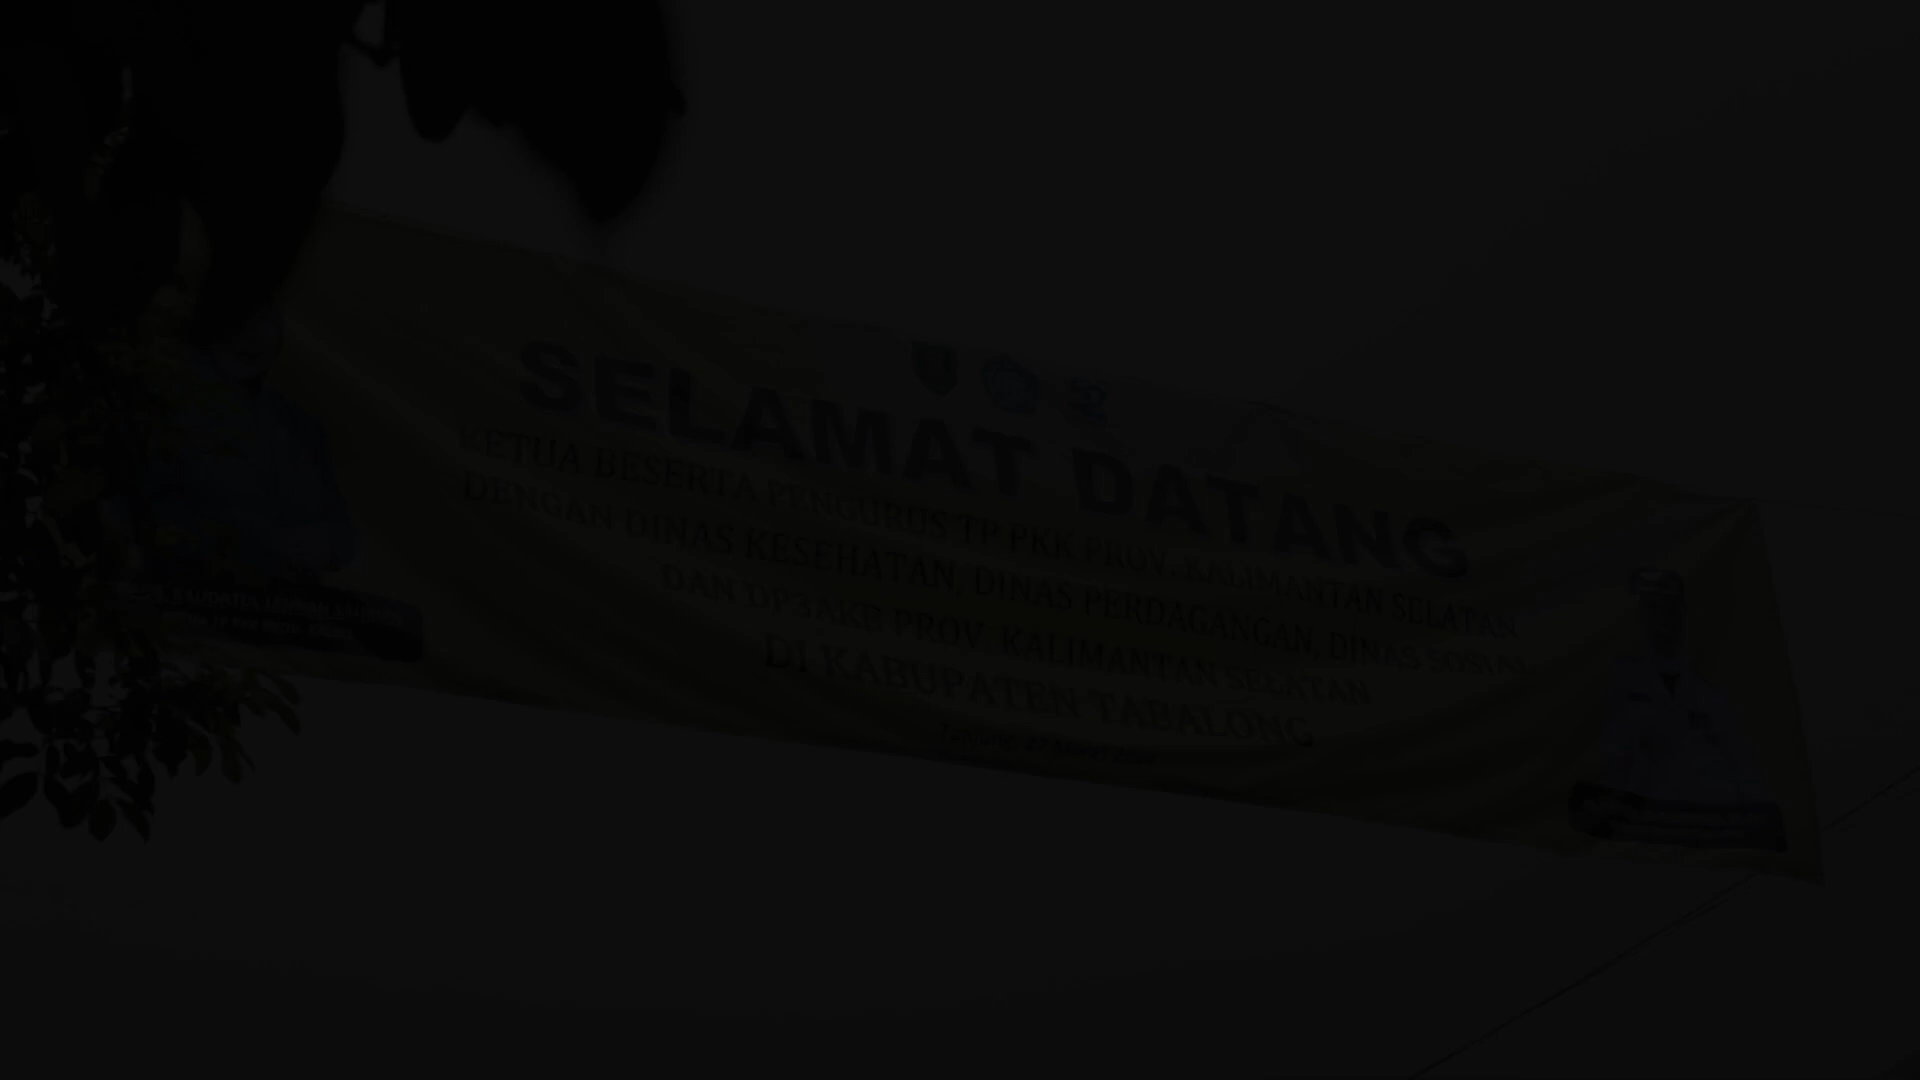 SELAMAT DATANG
KETUA BESERTA PENGURUS TP PKK PROV. KALIMANTAN SELATAN
DENGAN DINAS KESEHATAN, DINAS PERDAGANGAN, DINAS SOSIAL
DAN DP3AKB PROV. KALIMANTAN SELATAN
DI KABUPATEN TABALONG